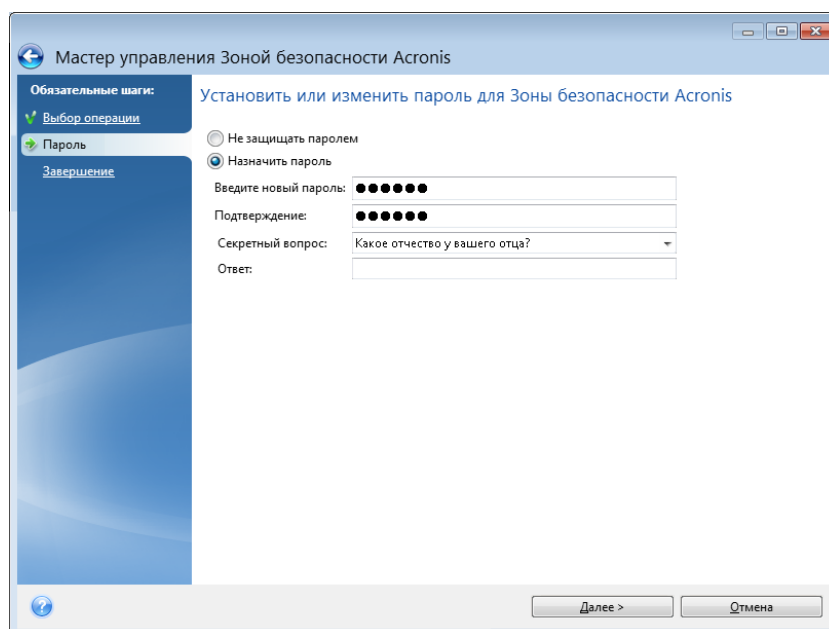 Мастер управления Зоной безопасности Acronis
Обязательные шаги:
Выбор операции
Пароль
Завершение
Установить или изменить пароль для Зоны безопасности Acronis
Не защищать паролем
Назначить пароль
Введите новый пароль: ●●●●●●
Подтверждение: ●●●●●●
Секретный вопрос: Какое отчество у вашего отца?
Ответ:
? Далее > Отмена